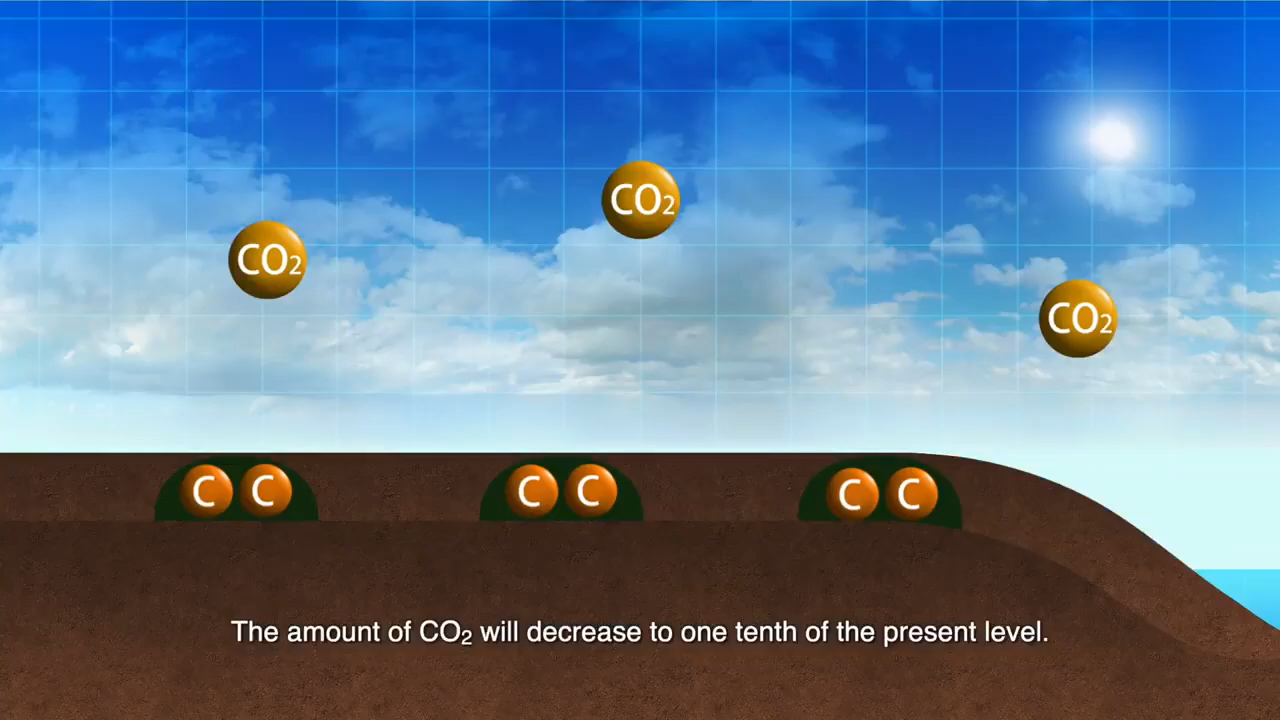 CO₂
CO₂
CO₂
C C
C C
C C
The amount of CO₂ will decrease to one tenth of the present level.